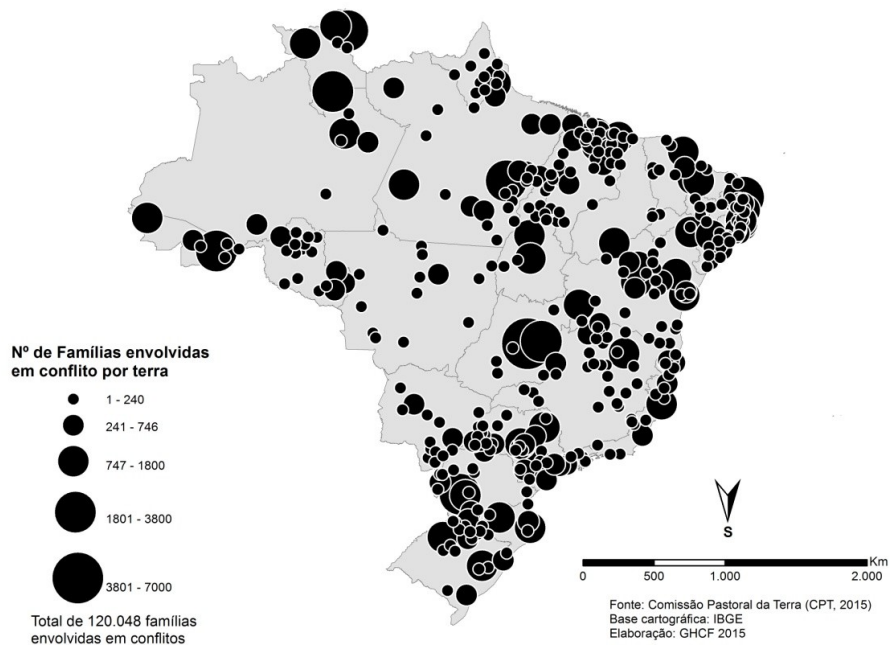 Nº de Famílias envolvidas
em conflito por terra
1 - 240
241 - 746
747 - 1800
1801 - 3800
3801 - 7000
Total de 120.048 famílias
envolvidas em conflitos
S
Km
0 500 1.000 2.000
Fonte: Comissão Pastoral da Terra (CPT, 2015)
Base cartográfica: IBGE
Elaboração: GHCF 2015